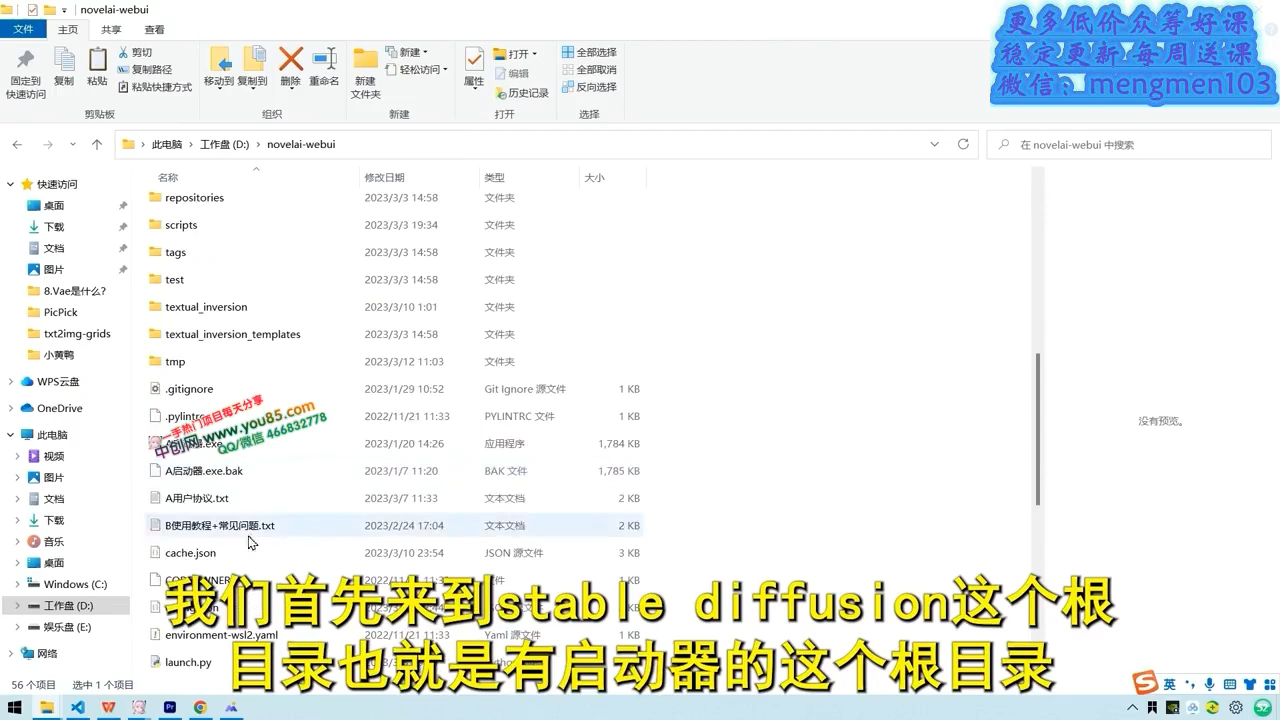 novelai-webui
文件
主页
共享
查看
固定到快速访问
复制
粘贴
剪切
复制路径
粘贴快捷方式
剪贴板
移动到
复制到
删除
重命名
组织
新建文件夹
新建
轻松访问
新建
属性
打开
编辑
历史记录
打开
全部选择
全部取消
反向选择
选择
更多低价众筹好课
稳定更新 每周送课
微信:mengmen103
此电脑 › 工作盘 (D:) › novelai-webui
在 novelai-webui 中搜索
名称 修改日期 类型 大小
快速访问
桌面
下载
文档
图片
8.Vae是什么?
PicPick
txt2img-grids
小黄鸭
WPS云盘
OneDrive
此电脑
视频
图片
文档
下载
音乐
桌面
Windows (C:)
工作盘 (D:)
娱乐盘 (E:)
网络
repositories 2023/3/3 14:58 文件夹
scripts 2023/3/3 19:34 文件夹
tags 2023/3/3 14:58 文件夹
test 2023/3/3 14:58 文件夹
textual_inversion 2023/3/10 1:01 文件夹
textual_inversion_templates 2023/3/3 14:58 文件夹
tmp 2023/3/12 11:03 文件夹
.gitignore 2023/1/29 10:52 Git Ignore 源文件 1 KB
.pylintrc 2022/11/21 11:33 PYLINTRC 文件 1 KB
.exe 2023/1/20 14:26 应用程序 1,784 KB
A启动器.exe.bak 2023/1/7 11:20 BAK 文件 1,785 KB
A用户协议.txt 2023/3/7 11:33 文本文档 2 KB
B使用教程+常见问题.txt 2023/2/24 17:04 文本文档 2 KB
cache.json 2023/3/10 23:54 JSON 源文件 3 KB
environment-wsl2.yaml 2022/11/21 11:33 Yaml 源文件 1 KB
launch.py
一手热门项目每天分享
中创网 www.you85.com
QQ/微信 466832778
没有预览。
我们首先来到stable diffusion这个根
目录也就是有启动器的这个根目录
56 个项目 选中 1 个项目
英